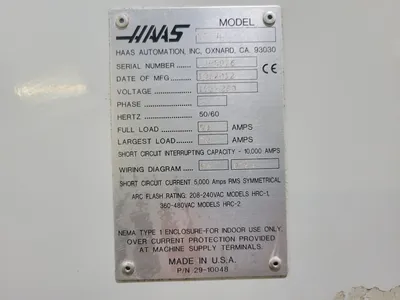 HAAS MODEL
HAAS AUTOMATION, INC. OXNARD, CA. 93030
SERIAL NUMBER
CE
DATE OF MFG
VOLTAGE
PHASE
HERTZ 50/60
FULL LOAD AMPS
LARGEST LOAD AMPS
SHORT CIRCUIT INTERRUPTING CAPACITY - 10,000 AMPS
WIRING DIAGRAM
SHORT CIRCUIT CURRENT 5,000 Amps RMS SYMMETRICAL
ARC FLASH RATING: 208-240VAC MODELS HRC-1,
360-480VAC MODELS HRC-2
NEMA TYPE 1 ENCLOSURE-FOR INDOOR USE ONLY.
OVER CURRENT PROTECTION PROVIDED
AT MACHINE SUPPLY TERMINALS.
MADE IN U.S.A.
P/N 29-10048